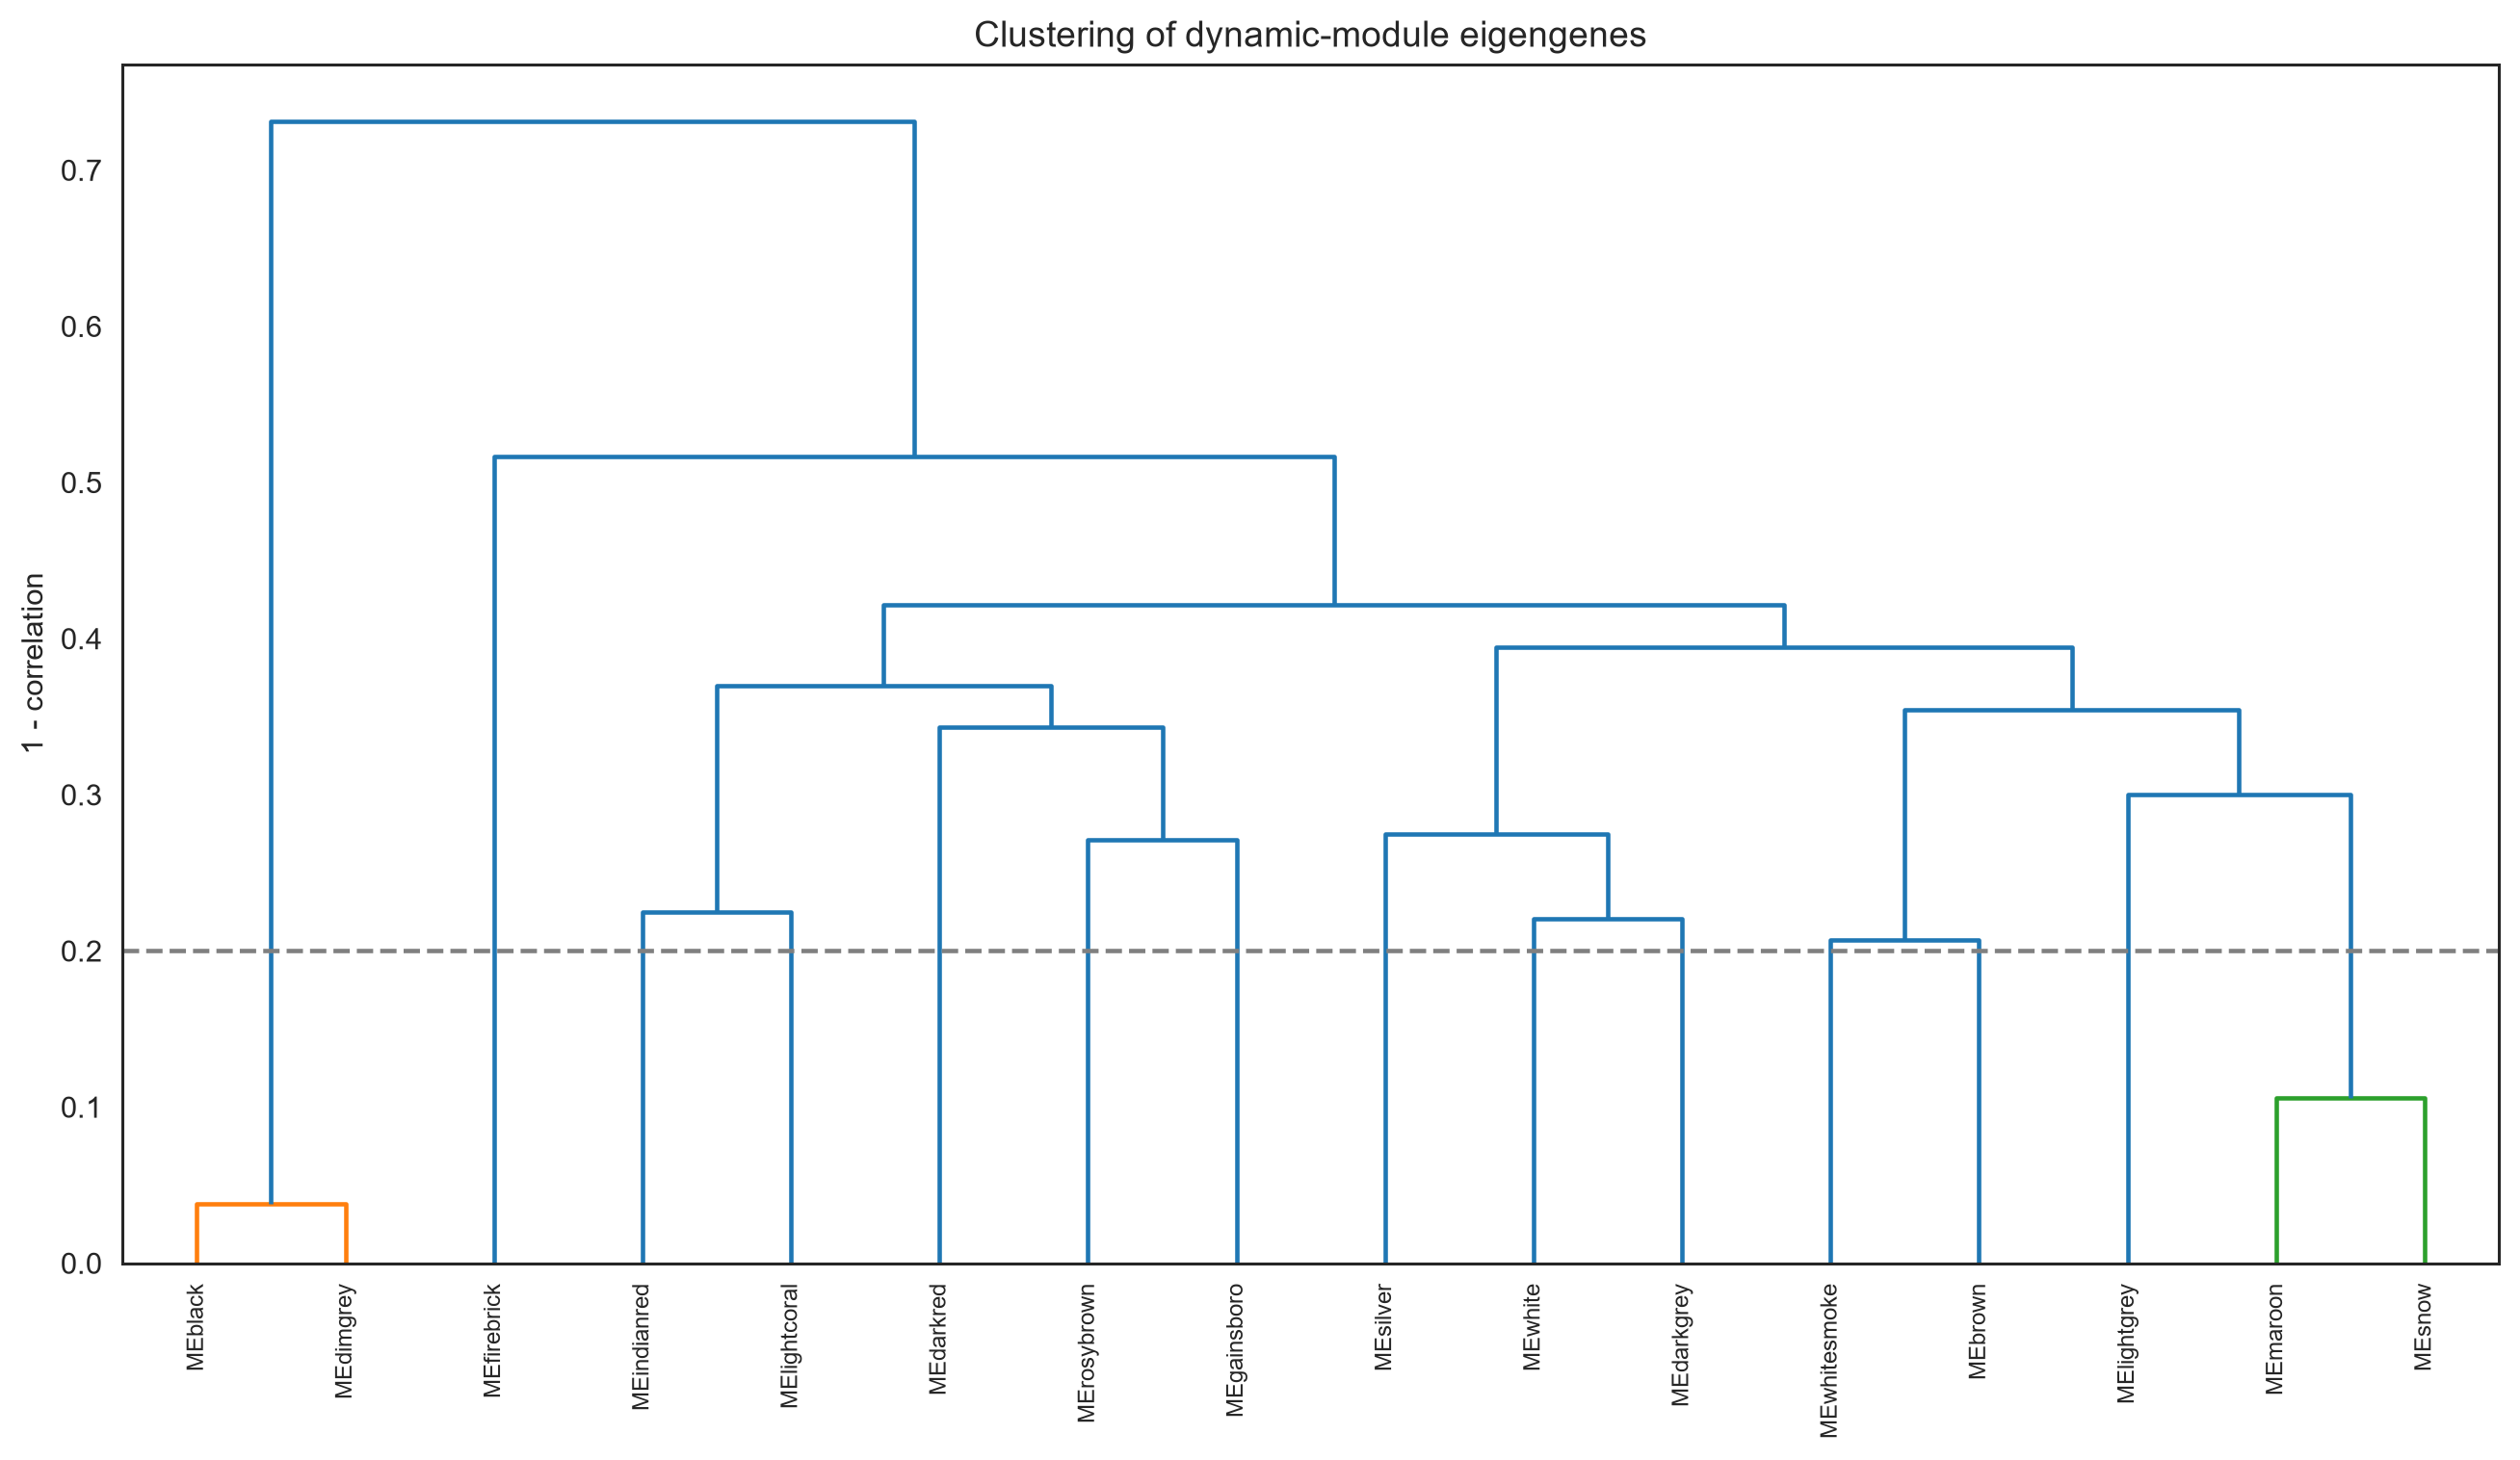 Clustering of dynamic-module eigengenes
1 - correlation
0.7
0.6
0.5
0.4
0.3
0.2
0.1
0.0
MEblack
MEdimgrey
MEfirebrick
MEindianred
MElightcoral
MEdarkred
MErosybrown
MEgainsboro
MEsilver
MEwhite
MEdarkgrey
MEwhitesmoke
MEbrown
MElightgrey
MEmaroon
MEsnow